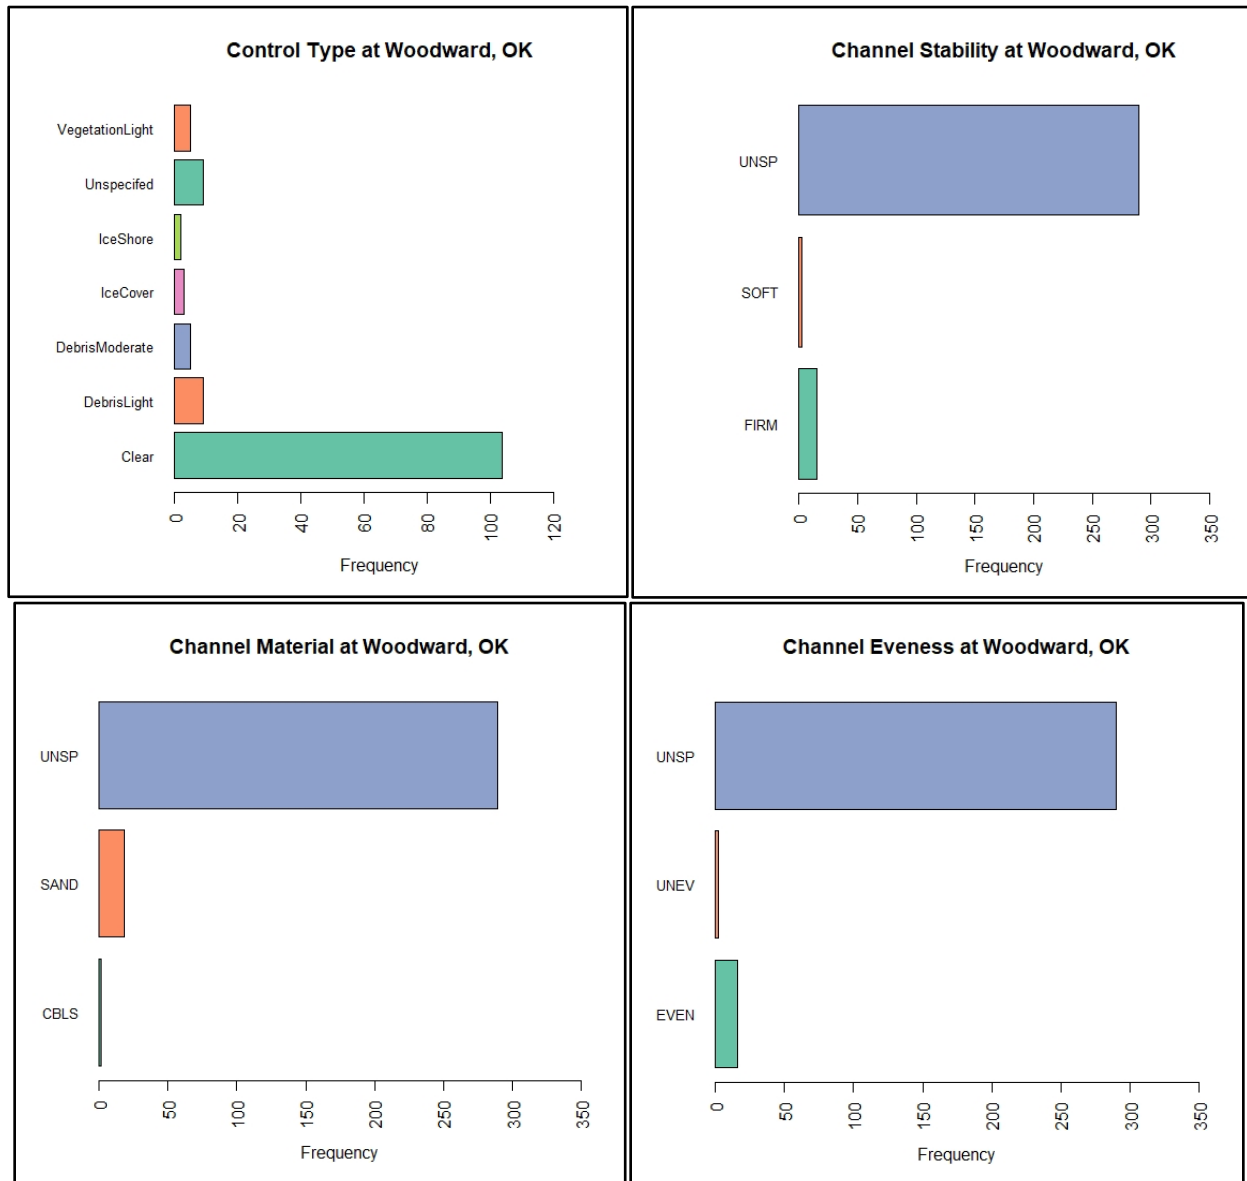 Control Type at Woodward, OK
VegetationLight
Unspecifed
IceShore
IceCover
DebrisModerate
DebrisLight
Clear
0 20 40 60 80 100 120
Frequency
Channel Stability at Woodward, OK
UNSP
SOFT
FIRM
0 50 100 150 200 250 300 350
Frequency
Channel Material at Woodward, OK
UNSP
SAND
CBLS
0 50 100 150 200 250 300 350
Frequency
Channel Eveness at Woodward, OK
UNSP
UNEV
EVEN
0 50 100 150 200 250 300 350
Frequency